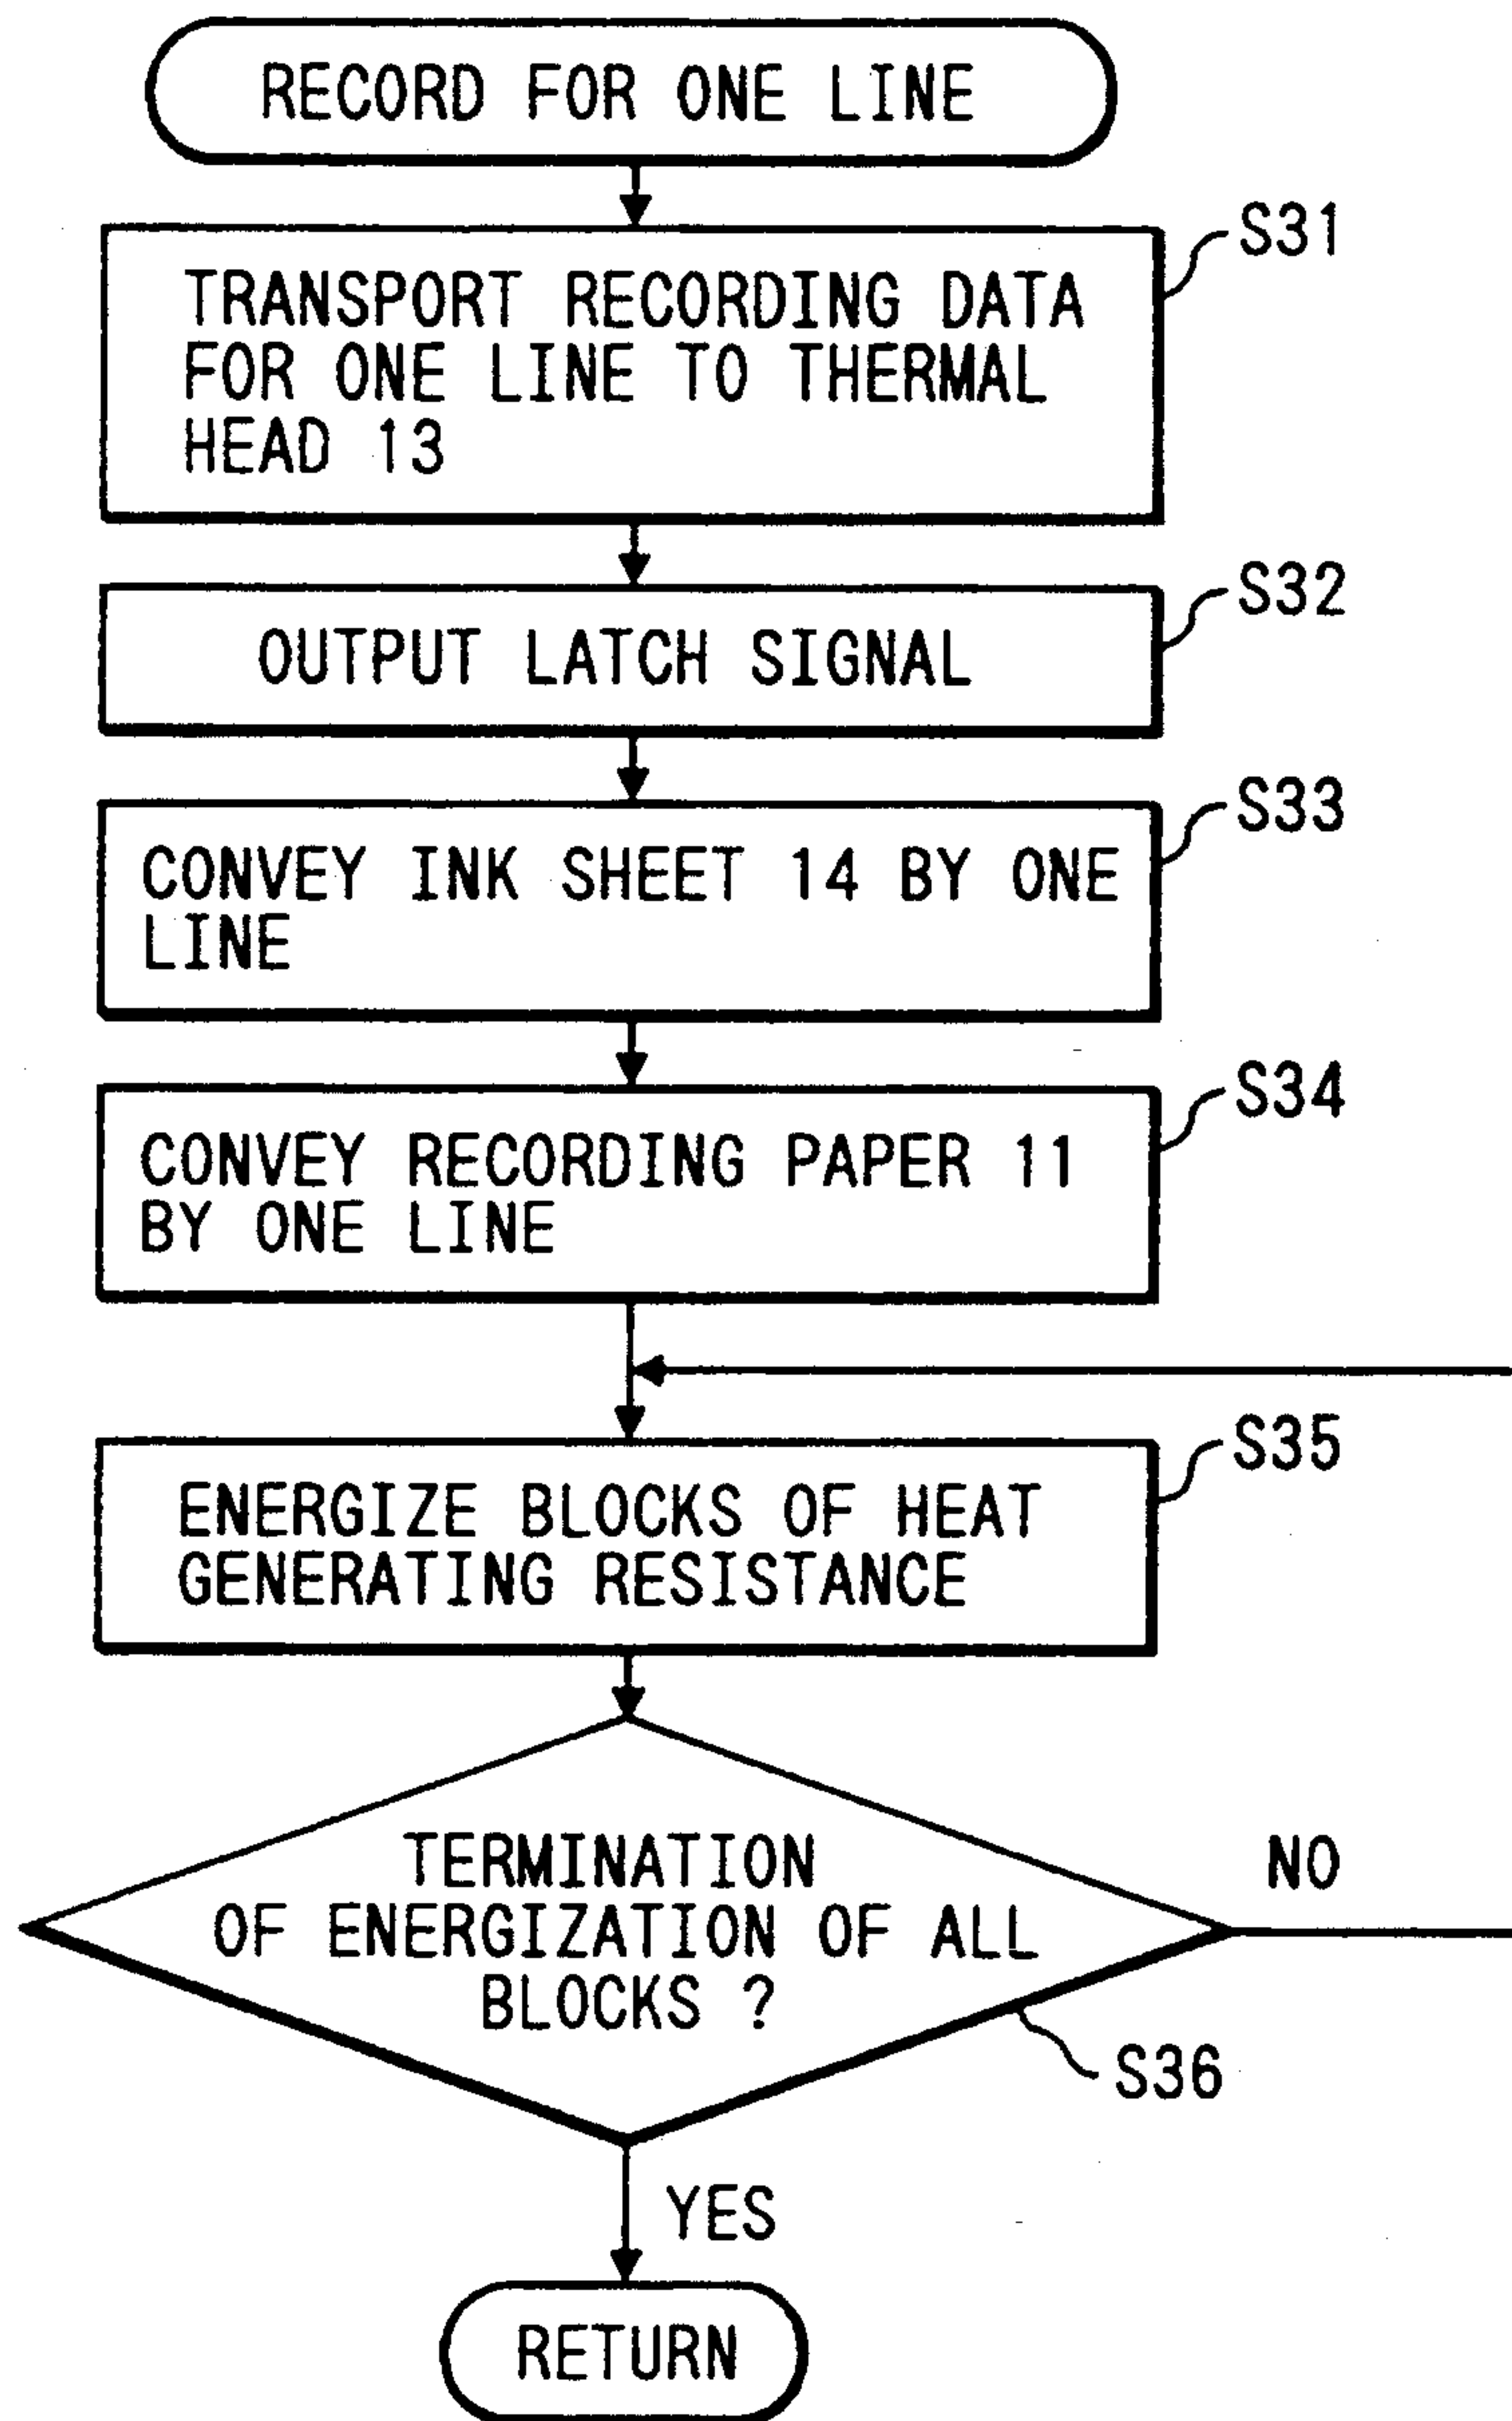 RECORD FOR ONE LINE
S31
TRANSPORT RECORDING DATA
FOR ONE LINE TO THERMAL
HEAD 13
S32
OUTPUT LATCH SIGNAL
S33
CONVEY INK SHEET 14 BY ONE
LINE
S34
CONVEY RECORDING PAPER 11
BY ONE LINE
S35
ENERGIZE BLOCKS OF HEAT
GENERATING RESISTANCE
TERMINATION
OF ENERGIZATION OF ALL
BLOCKS ?
NO
S36
YES
RETURN